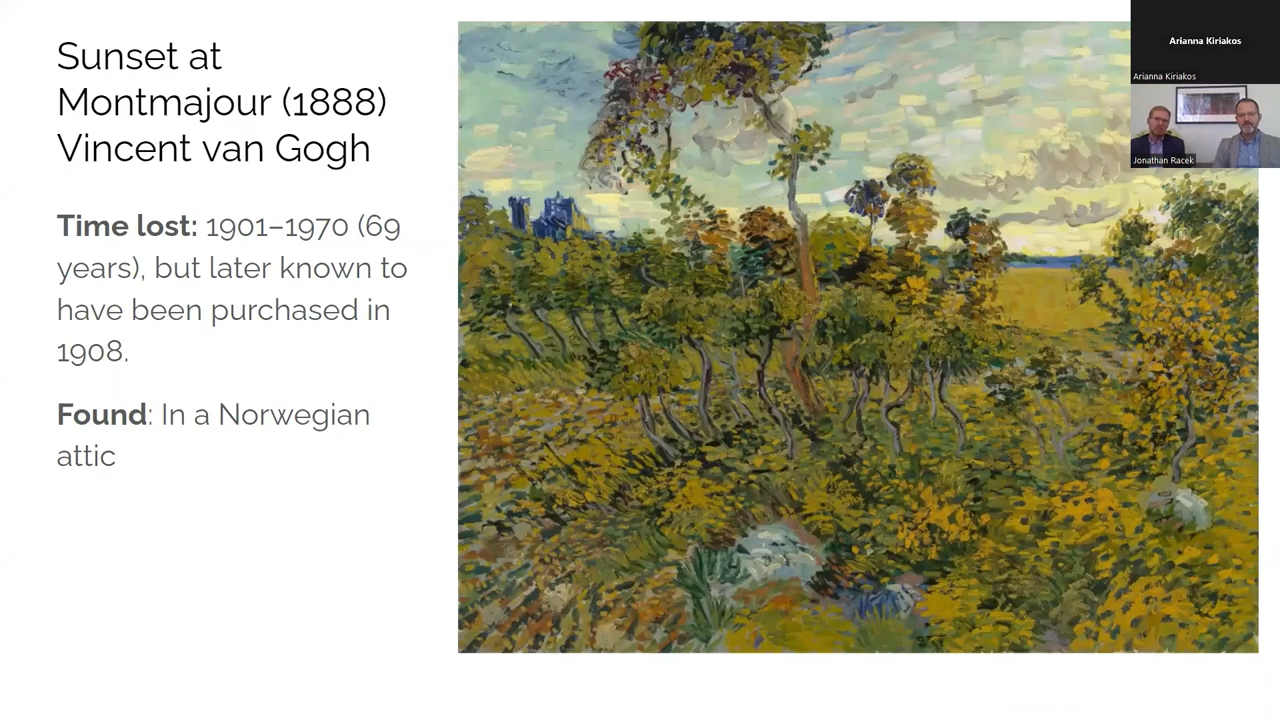 Sunset at
Montmajour (1888)
Vincent van Gogh
Time lost: 1901–1970 (69
years), but later known to
have been purchased in
1908.
Found: In a Norwegian
attic
Arianna Kiriakos
Arianna Kiriakos
Jonathan Racek